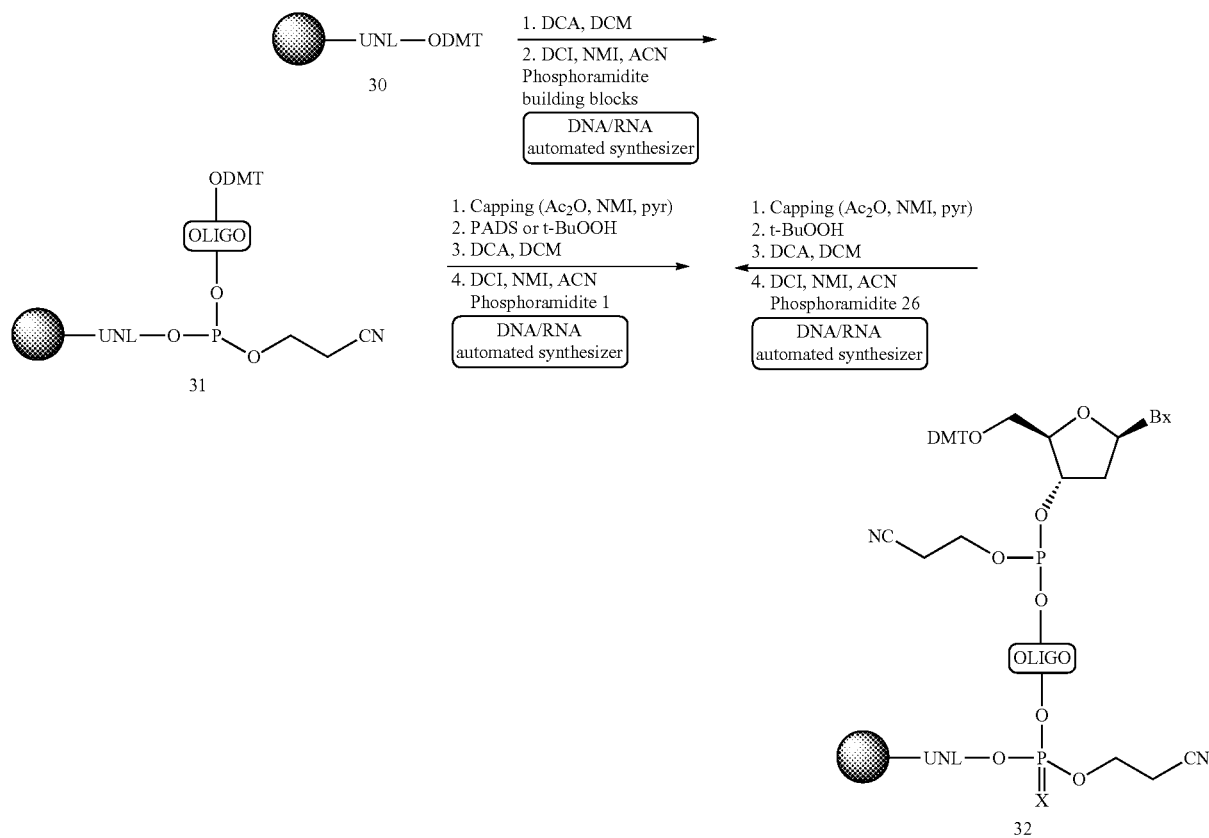 1. DCA, DCM
UNL
ODMT
30
2. DCI, NMI, ACN
Phosphoramidite
building blocks
DNA/RNA
automated synthesizer
ODMT
OLIGO
O
UNL
O
P
O
CN
31
1. Capping (Ac₂O, NMI, pyr)
2. PADS or t-BuOOH
3. DCA, DCM
4. DCI, NMI, ACN
Phosphoramidite 1
DNA/RNA
automated synthesizer
1. Capping (Ac₂O, NMI, pyr)
2. t-BuOOH
3. DCA, DCM
4. DCI, NMI, ACN
Phosphoramidite 26
DNA/RNA
automated synthesizer
O
Bx
DMTO
O
NC
O
P
O
OLIGO
O
UNL
O
P
O
CN
X
32